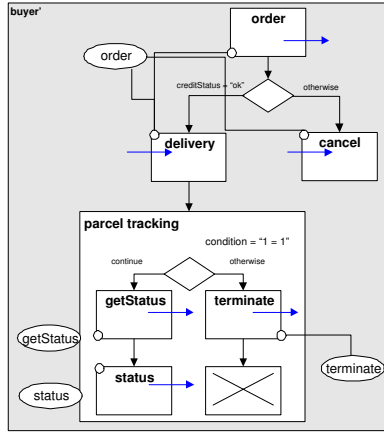 buyer'
order
order
creditStatus = "ok"
otherwise
delivery
cancel
parcel tracking
condition = "1 = 1"
continue
otherwise
getStatus
terminate
getStatus
terminate
status
status